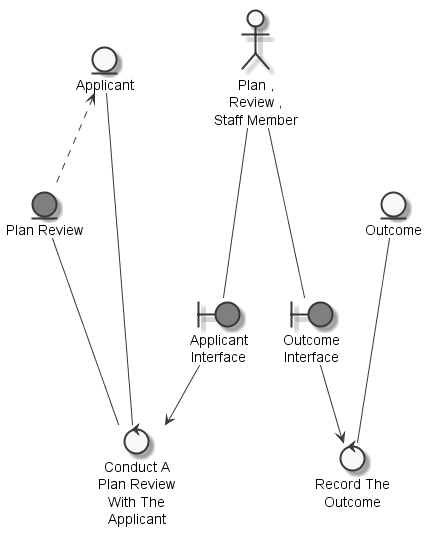 Applicant
Plan ,
Review ,
Staff Member
Plan Review
Outcome
Applicant
Interface
Outcome
Interface
Conduct A
Plan Review
With The
Applicant
Record The
Outcome